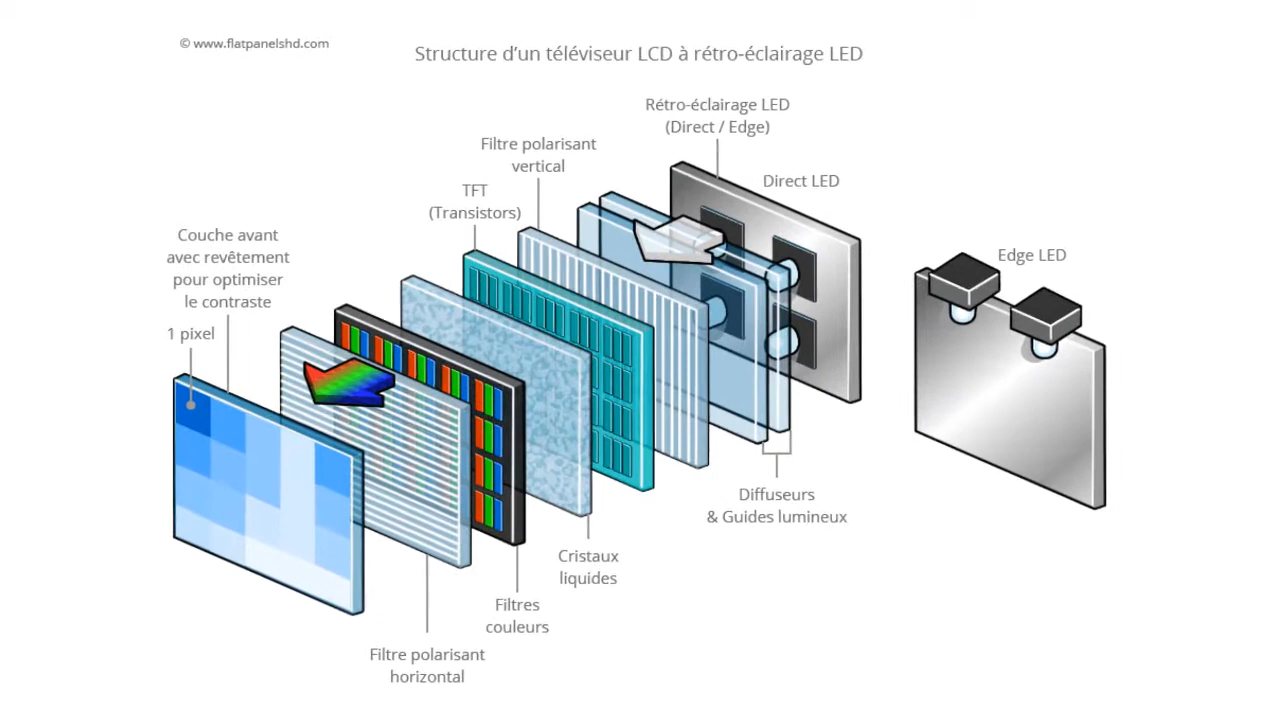 © www.flatpanelshd.com
Structure d'un téléviseur LCD à rétro-éclairage LED
Rétro-éclairage LED
(Direct / Edge)
Filtre polarisant
vertical
Direct LED
TFT
(Transistors)
Couche avant
avec revêtement
pour optimiser
le contraste
Edge LED
1 pixel
Diffuseurs
& Guides lumineux
Cristaux
liquides
Filtres
couleurs
Filtre polarisant
horizontal